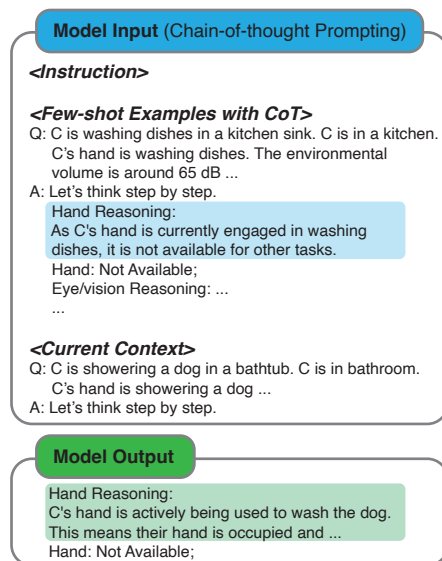 Model Input (Chain-of-thought Prompting)
<Instruction>
<Few-shot Examples with CoT>
Q: C is washing dishes in a kitchen sink. C is in a kitchen.
C's hand is washing dishes. The environmental
volume is around 65 dB ...
A: Let's think step by step.
Hand Reasoning:
As C's hand is currently engaged in washing
dishes, it is not available for other tasks.
Hand: Not Available;
Eye/vision Reasoning: ...
...
<Current Context>
Q: C is showering a dog in a bathtub. C is in bathroom.
C's hand is showering a dog ...
A: Let's think step by step.
Model Output
Hand Reasoning:
C's hand is actively being used to wash the dog.
This means their hand is occupied and ...
Hand: Not Available;